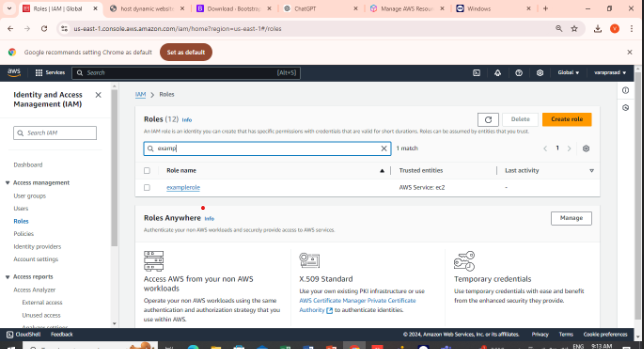 Roles | IAM | Global
host dynamic websit
Download · Bootstra
ChatGPT
Manage AWS Resour
Windows
us-east-1.console.aws.amazon.com/iam/home?region=us-east-1#/roles
Google recommends setting Chrome as default
Set as default
aws
Services
Search
[Alt+S]
Global
varaprasad
Identity and Access Management (IAM)
Search IAM
Dashboard
Access management
User groups
Users
Roles
Policies
Identity providers
Account settings
Access reports
Access Analyzer
External access
Unused access
Analyzer settings
IAM > Roles
Roles (12) Info
Delete
Create role
An IAM role is an identity you can create that has specific permissions with credentials that are valid for short durations. Roles can be assumed by entities that you trust.
examp
1 match
1
Role name
Trusted entities
Last activity
examplerole
AWS Service: ec2
-
Roles Anywhere Info
Manage
Authenticate your non AWS workloads and securely provide access to AWS services.
Access AWS from your non AWS
workloads
Operate your non AWS workloads using the same
authentication and authorization strategy that you
use within AWS.
X.509 Standard
Use your own existing PKI infrastructure or use
AWS Certificate Manager Private Certificate
Authority to authenticate identities.
Temporary credentials
Use temporary credentials with ease and benefit
from the enhanced security they provide.
CloudShell
Feedback
© 2024, Amazon Web Services, Inc. or its affiliates.
Privacy
Terms
Cookie preferences
ENG
9:13 AM